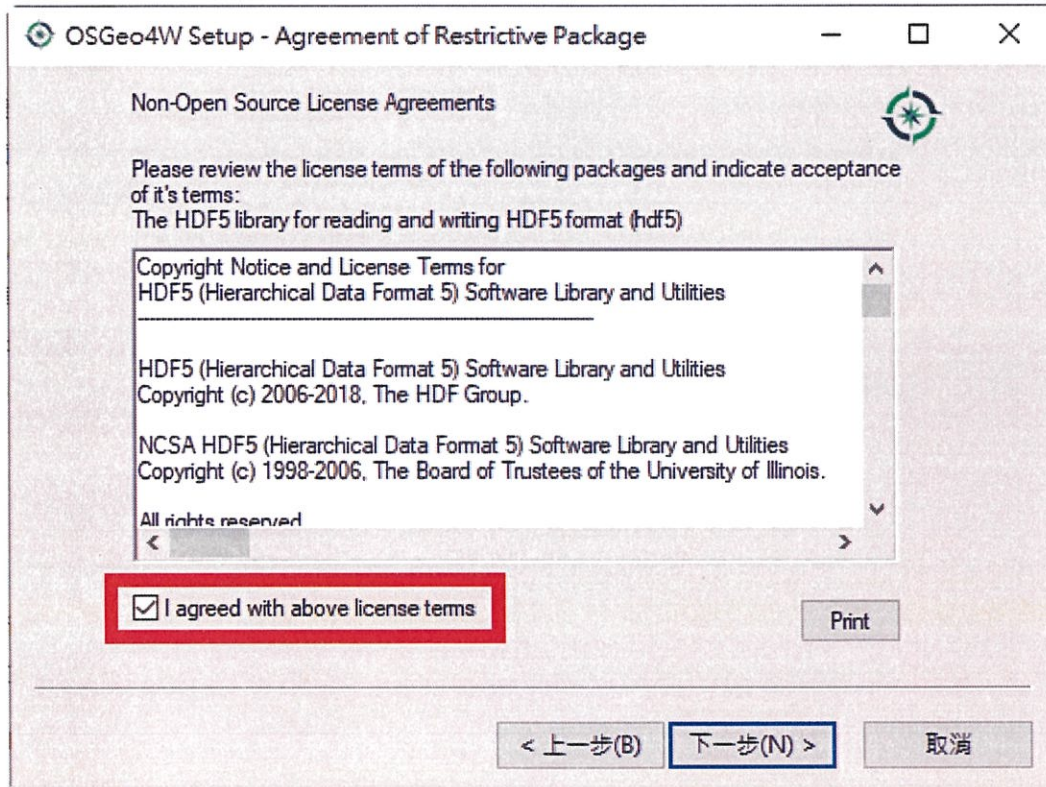 OSGeo4W Setup - Agreement of Restrictive Package
Non-Open Source License Agreements
Please review the license terms of the following packages and indicate acceptance
of it's terms:
The HDF5 library for reading and writing HDF5 format (hdf5)
Copyright Notice and License Terms for
HDF5 (Hierarchical Data Format 5) Software Library and Utilities
HDF5 (Hierarchical Data Format 5) Software Library and Utilities
Copyright (c) 2006-2018, The HDF Group.
NCSA HDF5 (Hierarchical Data Format 5) Software Library and Utilities
Copyright (c) 1998-2006, The Board of Trustees of the University of Illinois.
All rights reserved
I agreed with above license terms
Print
< 上一步(B) 下一步(N) > 取消